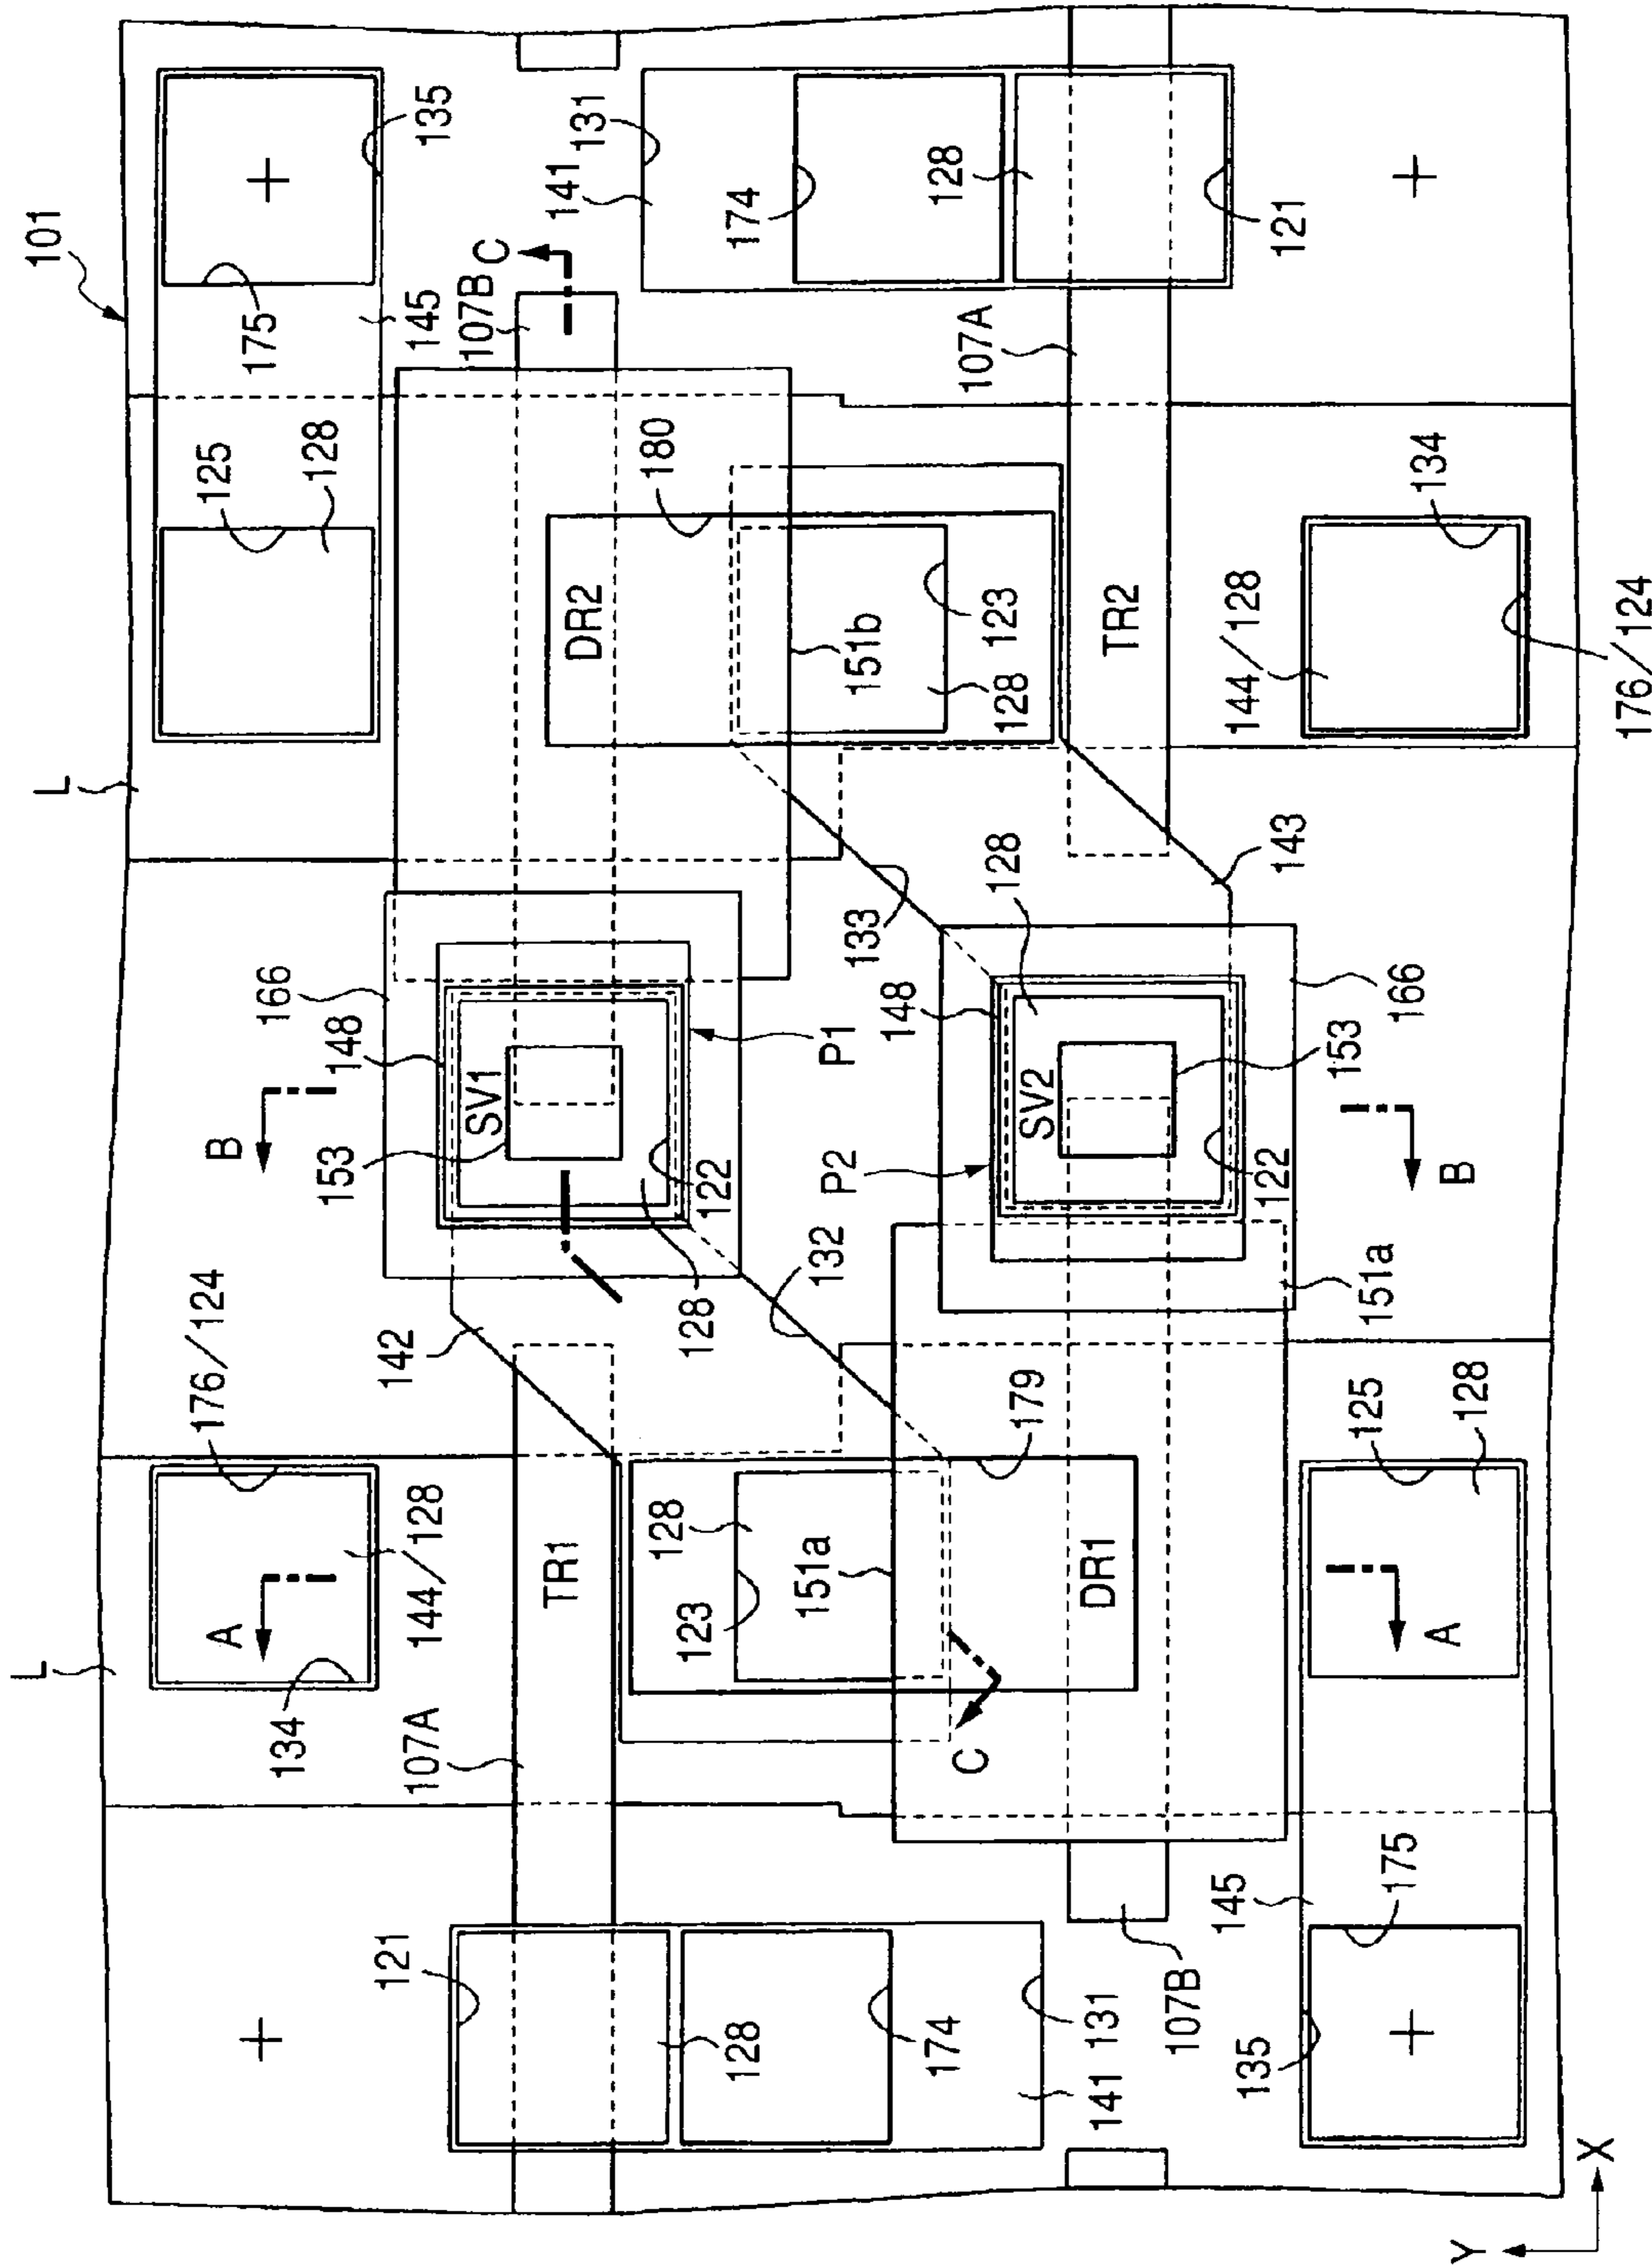 101
135
131
141
174
128
121
C
175
145
107B
107A
125
128
180
134
DR2
151b
123
128
TR2
144/128
176/124
L
143
128
133
166
148
P1
148
166
SV1
SV2
153
B
153
122
P2
122
B
132
151a
176/124
142
128
179
125
128
144/128
TR1
128
151a
DR1
A
123
A
L
134
107A
C
175
145
121
128
174
131
107B
141
135
X
Y